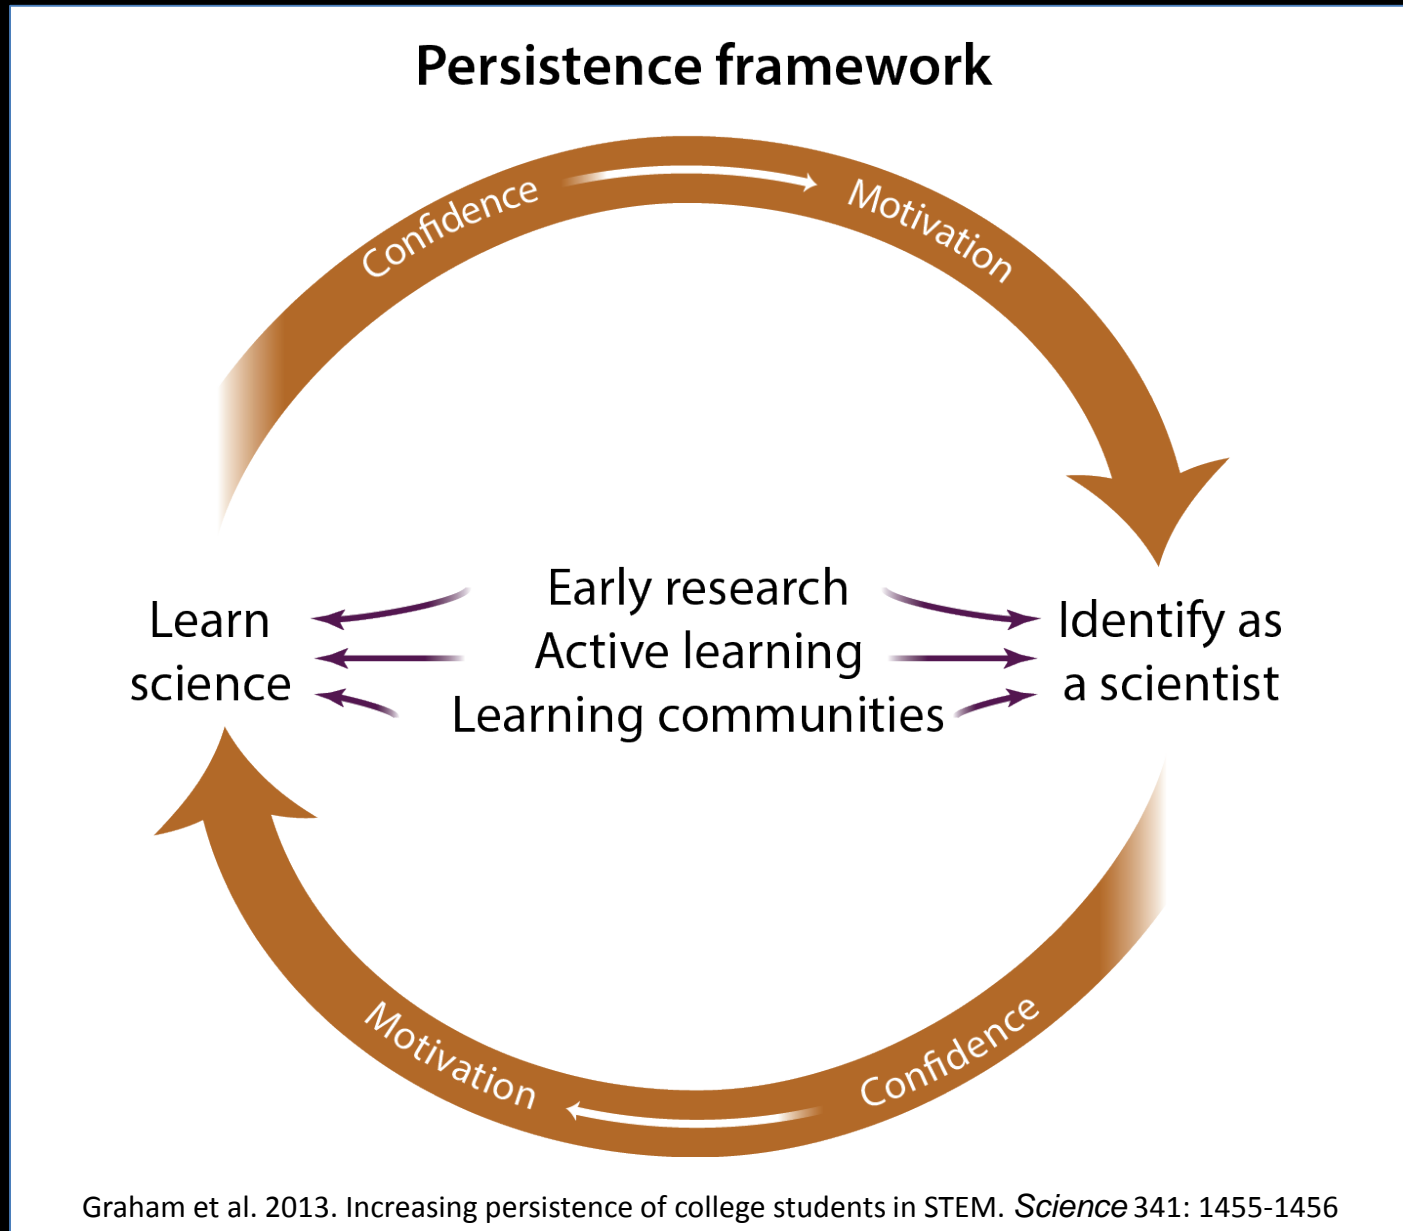 Persistence framework
Confidence
Motivation
Early research
Learn
Identify as
Active learning
science
a scientist
Learning communities
Motivation
Confidence
Graham et al. 2013. Increasing persistence of college students in STEM. Science 341: 1455-1456